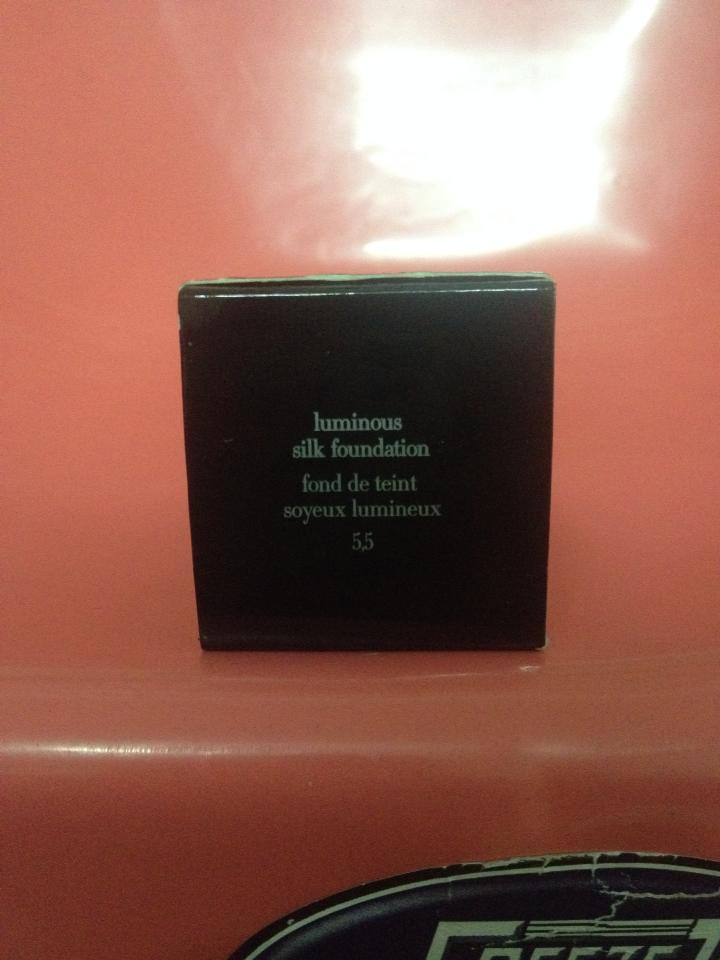 luminous
silk foundation
fond de teint
soyeux lumineux
5,5